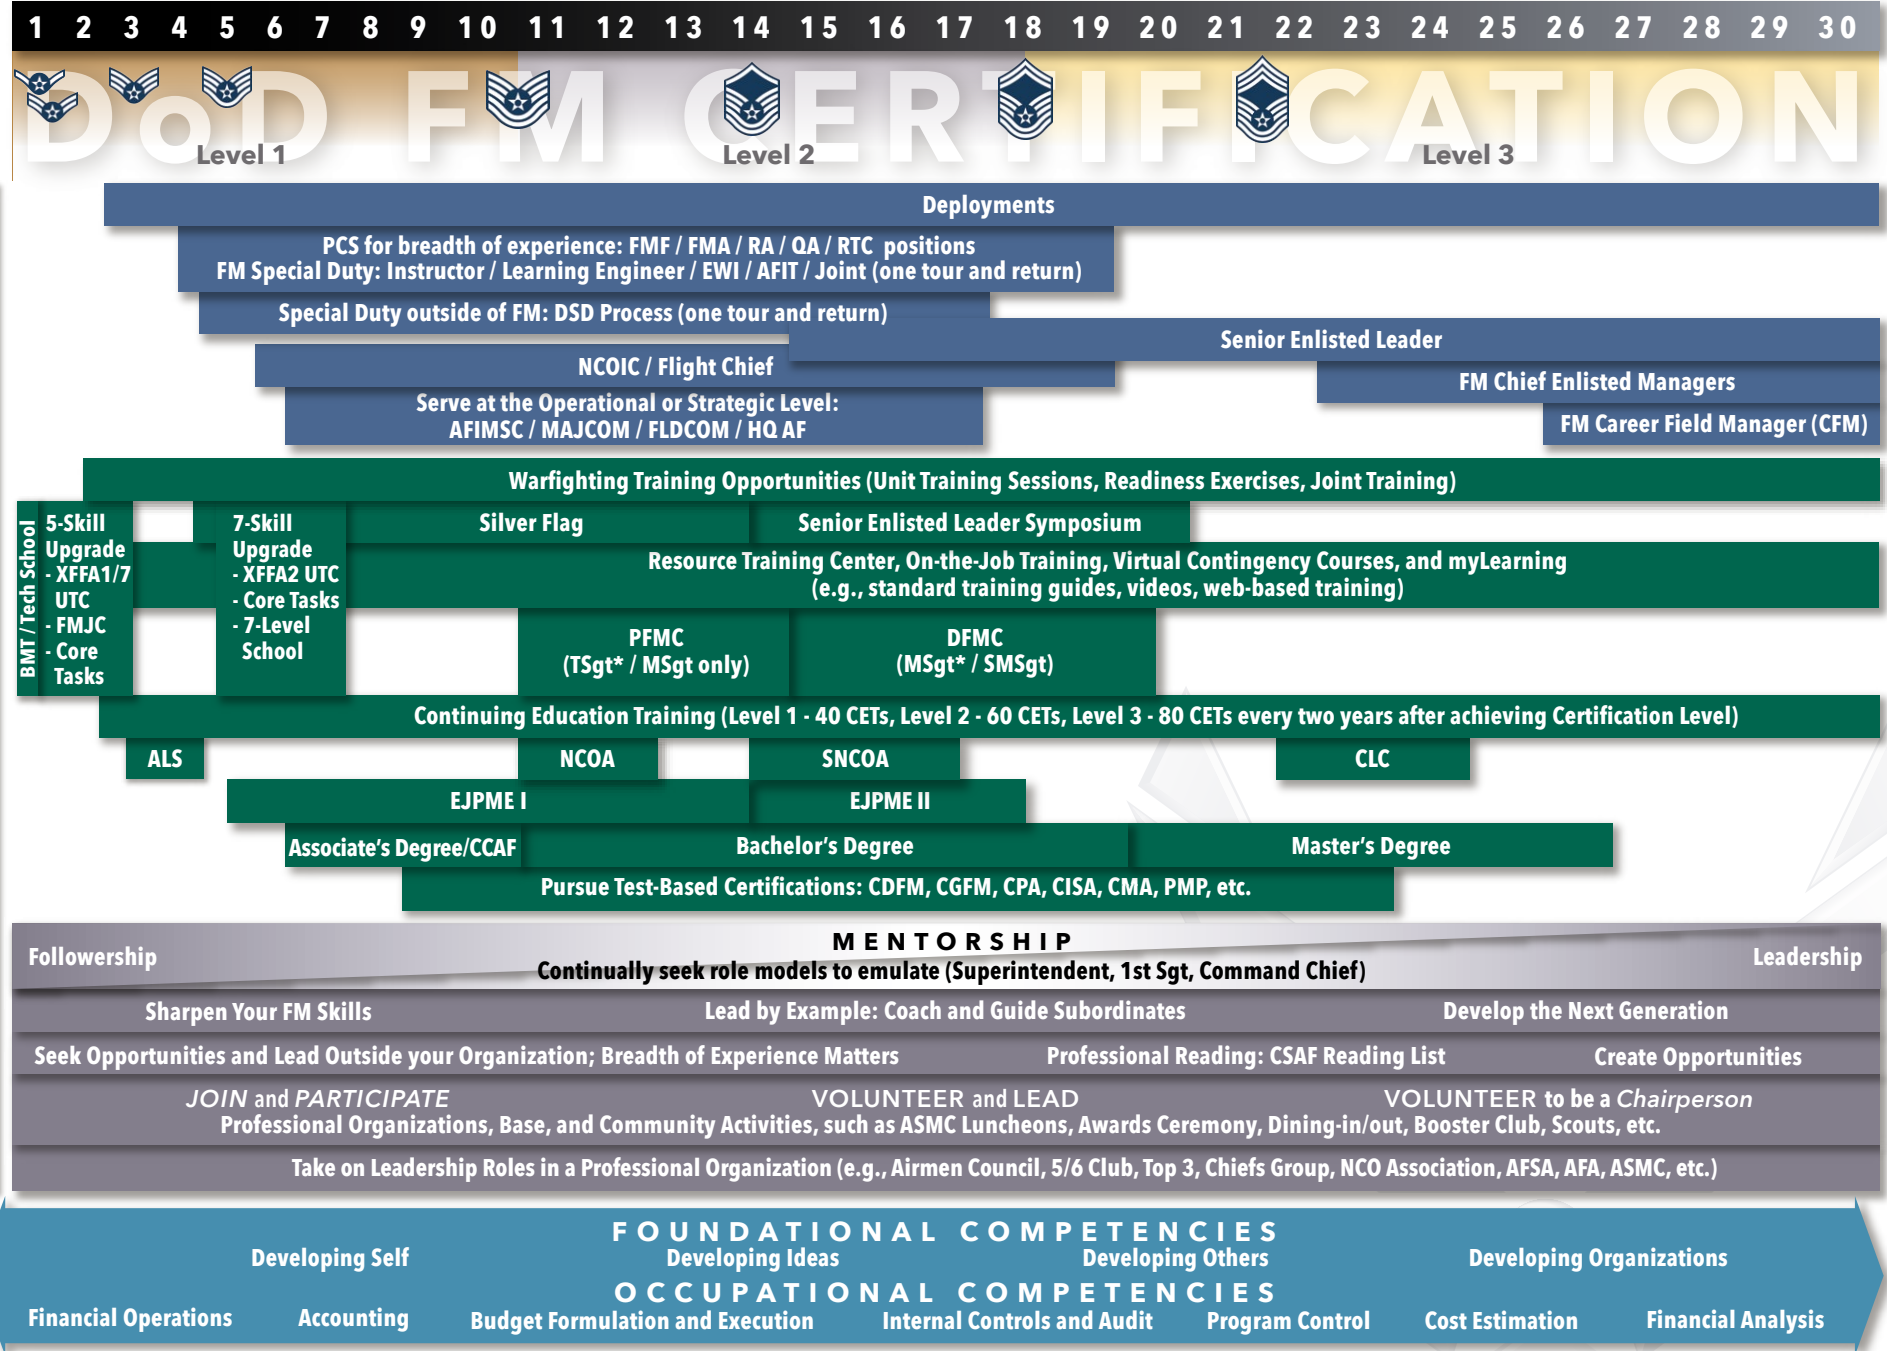 1 2 3 4 5 6 7 8 9 10 11 12 13 14 15 16 17 18 19 20 21 22 23 24 25 26 27 28 29 30
DoD FM CERTIFICATION
Level 1
Level 2
Level 3
Deployments
PCS for breadth of experience: FMF / FMA / RA / QA / RTC positions
FM Special Duty: Instructor / Learning Engineer / EWI / AFIT / Joint (one tour and return)
Special Duty outside of FM: DSD Process (one tour and return)
Senior Enlisted Leader
NCOIC / Flight Chief
FM Chief Enlisted Managers
Serve at the Operational or Strategic Level:
AFIMSC / MAJCOM / FLDCOM / HQ AF
FM Career Field Manager (CFM)
Warfighting Training Opportunities (Unit Training Sessions, Readiness Exercises, Joint Training)
BMT / Tech School
5-Skill
Upgrade
- XFFA1/7
UTC
- FMJC
- Core
Tasks
7-Skill
Upgrade
- XFFA2 UTC
- Core Tasks
- 7-Level
School
Silver Flag
Senior Enlisted Leader Symposium
Resource Training Center, On-the-Job Training, Virtual Contingency Courses, and myLearning
(e.g., standard training guides, videos, web-based training)
PFMC
(TSgt* / MSgt only)
DFMC
(MSgt* / SMSgt)
Continuing Education Training (Level 1 - 40 CETs, Level 2 - 60 CETs, Level 3 - 80 CETs every two years after achieving Certification Level)
ALS
NCOA
SNCOA
CLC
EJPME I
EJPME II
Associate's Degree/CCAF
Bachelor's Degree
Master's Degree
Pursue Test-Based Certifications: CDFM, CGFM, CPA, CISA, CMA, PMP, etc.
MENTORSHIP
Followership
Continually seek role models to emulate (Superintendent, 1st Sgt, Command Chief)
Leadership
Sharpen Your FM Skills
Lead by Example: Coach and Guide Subordinates
Develop the Next Generation
Seek Opportunities and Lead Outside your Organization; Breadth of Experience Matters
Professional Reading: CSAF Reading List
Create Opportunities
JOIN and PARTICIPATE
VOLUNTEER and LEAD
VOLUNTEER to be a Chairperson
Professional Organizations, Base, and Community Activities, such as ASMC Luncheons, Awards Ceremony, Dining-in/out, Booster Club, Scouts, etc.
Take on Leadership Roles in a Professional Organization (e.g., Airmen Council, 5/6 Club, Top 3, Chiefs Group, NCO Association, AFSA, AFA, ASMC, etc.)
FOUNDATIONAL COMPETENCIES
Developing Self
Developing Ideas
Developing Others
Developing Organizations
OCCUPATIONAL COMPETENCIES
Financial Operations
Accounting
Budget Formulation and Execution
Internal Controls and Audit
Program Control
Cost Estimation
Financial Analysis